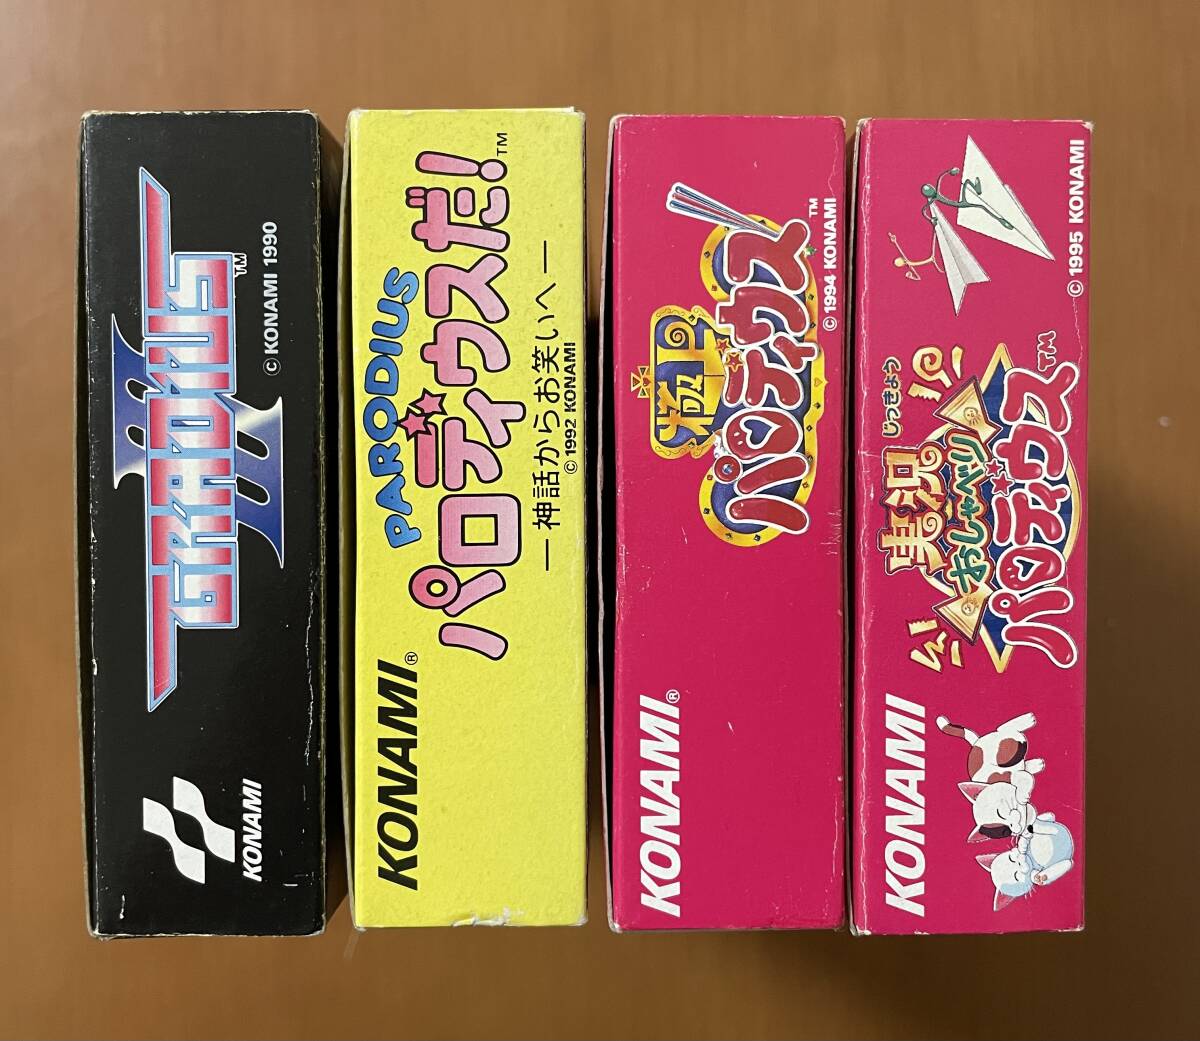 GRADIUS III
TM
© KONAMI 1990
KONAMI
PARODIUS
パロディウスだ!
TM
―神話からお笑いへ―
© 1992 KONAMI
KONAMI®
極上
パロディウス
TM
© 1994 KONAMI
KONAMI®
じっきょう
実況
おしゃべり
パロディウス
TM
© 1995 KONAMI
KONAMI